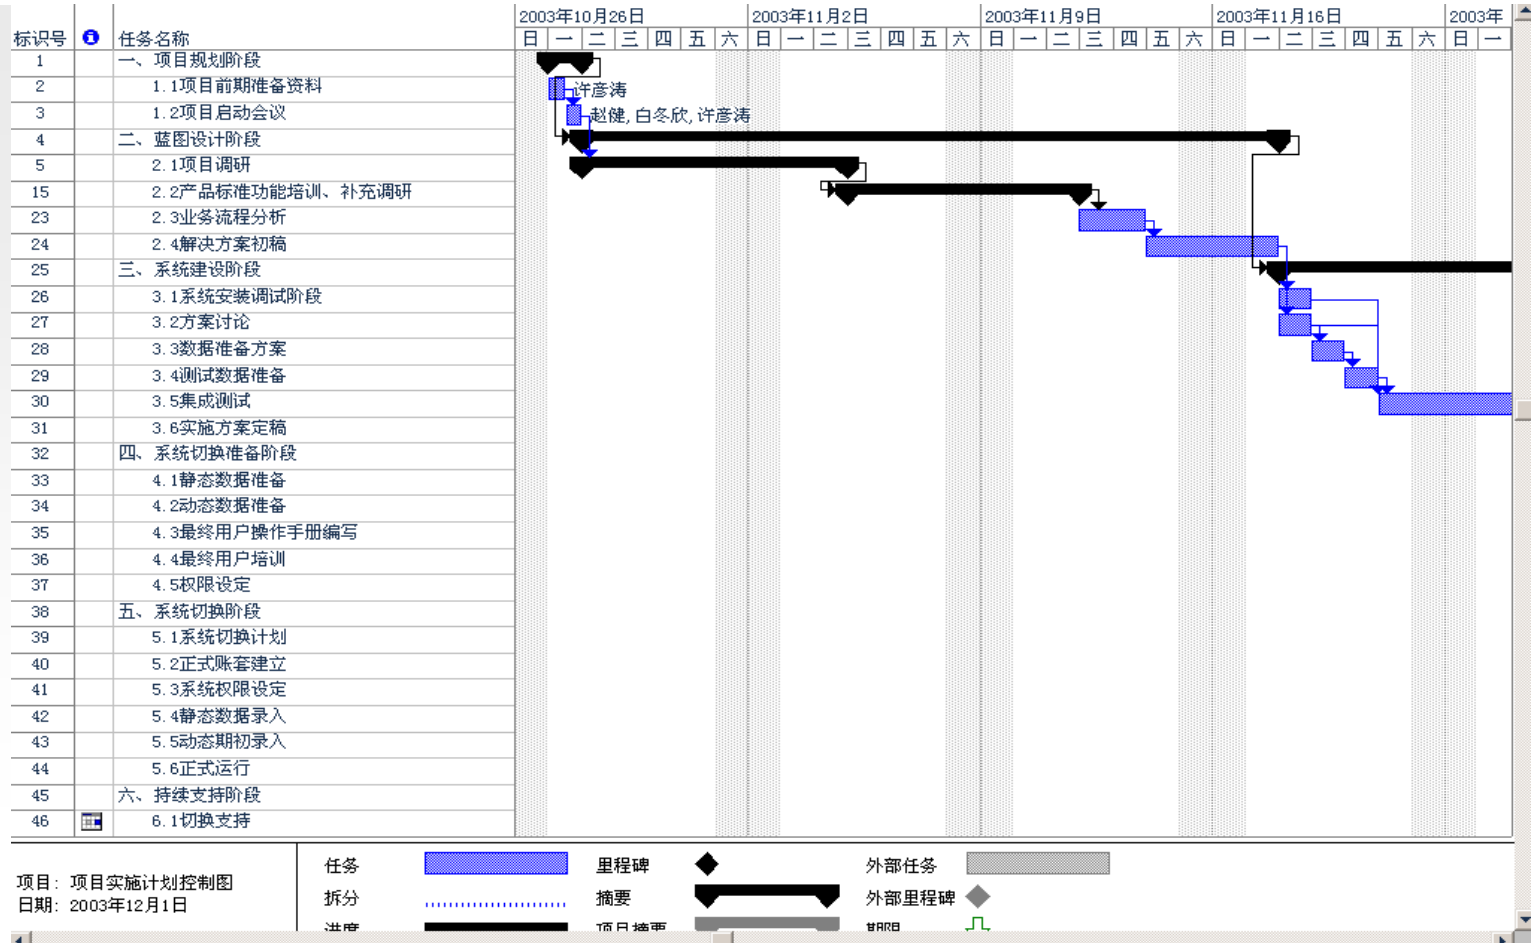 2003年10月26日 2003年11月2日 2003年11月9日 2003年11月16日 2003年
标识号 任务名称 日 一 二 三 四 五 六 日 一 二 三 四 五 六 日 一 二 三 四 五 六 日 一 二 三 四 五 六 日 一
1 一、项目规划阶段
2 1.1项目前期准备资料 许彦涛
3 1.2项目启动会议 赵健,白冬欣,许彦涛
4 二、蓝图设计阶段
5 2.1项目调研
15 2.2产品标准功能培训、补充调研
23 2.3业务流程分析
24 2.4解决方案初稿
25 三、系统建设阶段
26 3.1系统安装调试阶段
27 3.2方案讨论
28 3.3数据准备方案
29 3.4测试数据准备
30 3.5集成测试
31 3.6实施方案定稿
32 四、系统切换准备阶段
33 4.1静态数据准备
34 4.2动态数据准备
35 4.3最终用户操作手册编写
36 4.4最终用户培训
37 4.5权限设定
38 五、系统切换阶段
39 5.1系统切换计划
40 5.2正式账套建立
41 5.3系统权限设定
42 5.4静态数据录入
43 5.5动态期初录入
44 5.6正式运行
45 六、持续支持阶段
46 6.1切换支持
任务 里程碑 外部任务
项目: 项目实施计划控制图
日期: 2003年12月1日
拆分 摘要 外部里程碑
进度 项目摘要 期限